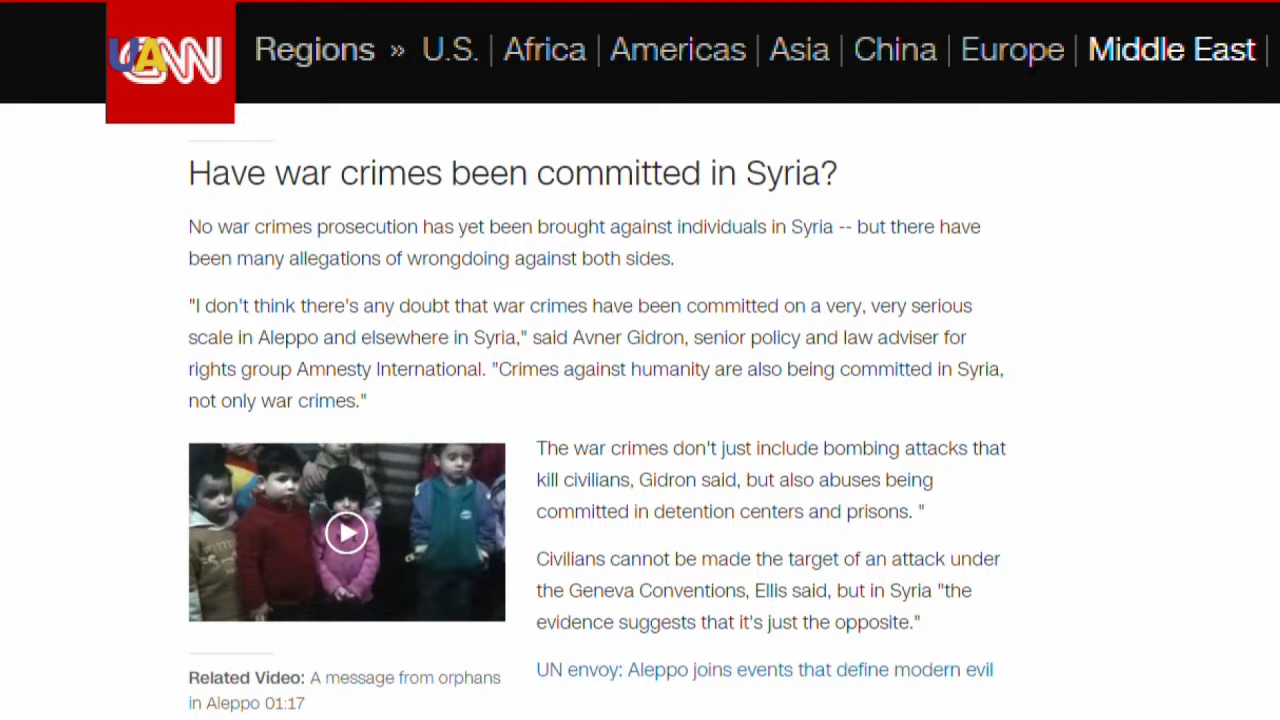 UA
CNN
Regions » U.S. | Africa | Americas | Asia | China | Europe | Middle East |
Have war crimes been committed in Syria?
No war crimes prosecution has yet been brought against individuals in Syria -- but there have
been many allegations of wrongdoing against both sides.
"I don't think there's any doubt that war crimes have been committed on a very, very serious
scale in Aleppo and elsewhere in Syria," said Avner Gidron, senior policy and law adviser for
rights group Amnesty International. "Crimes against humanity are also being committed in Syria,
not only war crimes."
The war crimes don't just include bombing attacks that
kill civilians, Gidron said, but also abuses being
committed in detention centers and prisons. "
Civilians cannot be made the target of an attack under
the Geneva Conventions, Ellis said, but in Syria "the
evidence suggests that it's just the opposite."
UN envoy: Aleppo joins events that define modern evil
Related Video: A message from orphans
in Aleppo 01:17